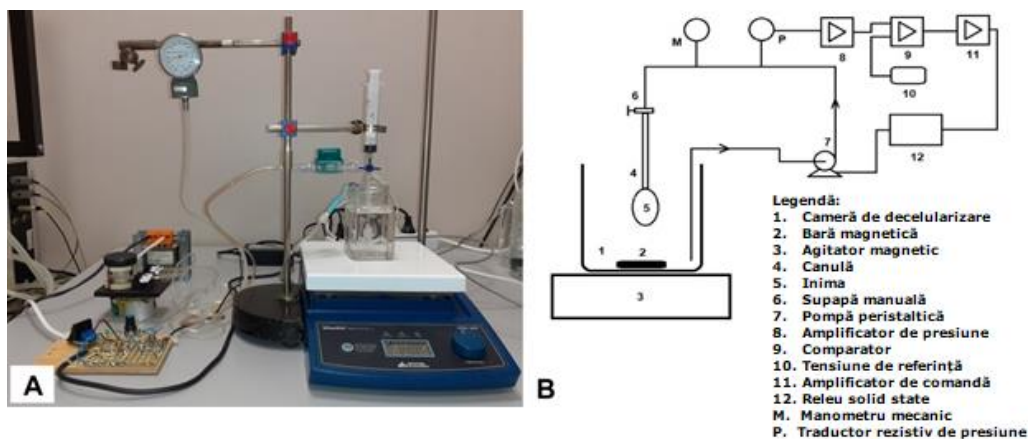 A
B
M
P
8
9
11
10
6
7
12
4
5
1
2
3
Legendă:
1. Cameră de decelularizare
2. Bară magnetică
3. Agitator magnetic
4. Canulă
5. Inima
6. Supapă manuală
7. Pompă peristaltică
8. Amplificator de presiune
9. Comparator
10. Tensiune de referință
11. Amplificator de comandă
12. Releu solid state
M. Manometru mecanic
P. Traductor rezistiv de presiune